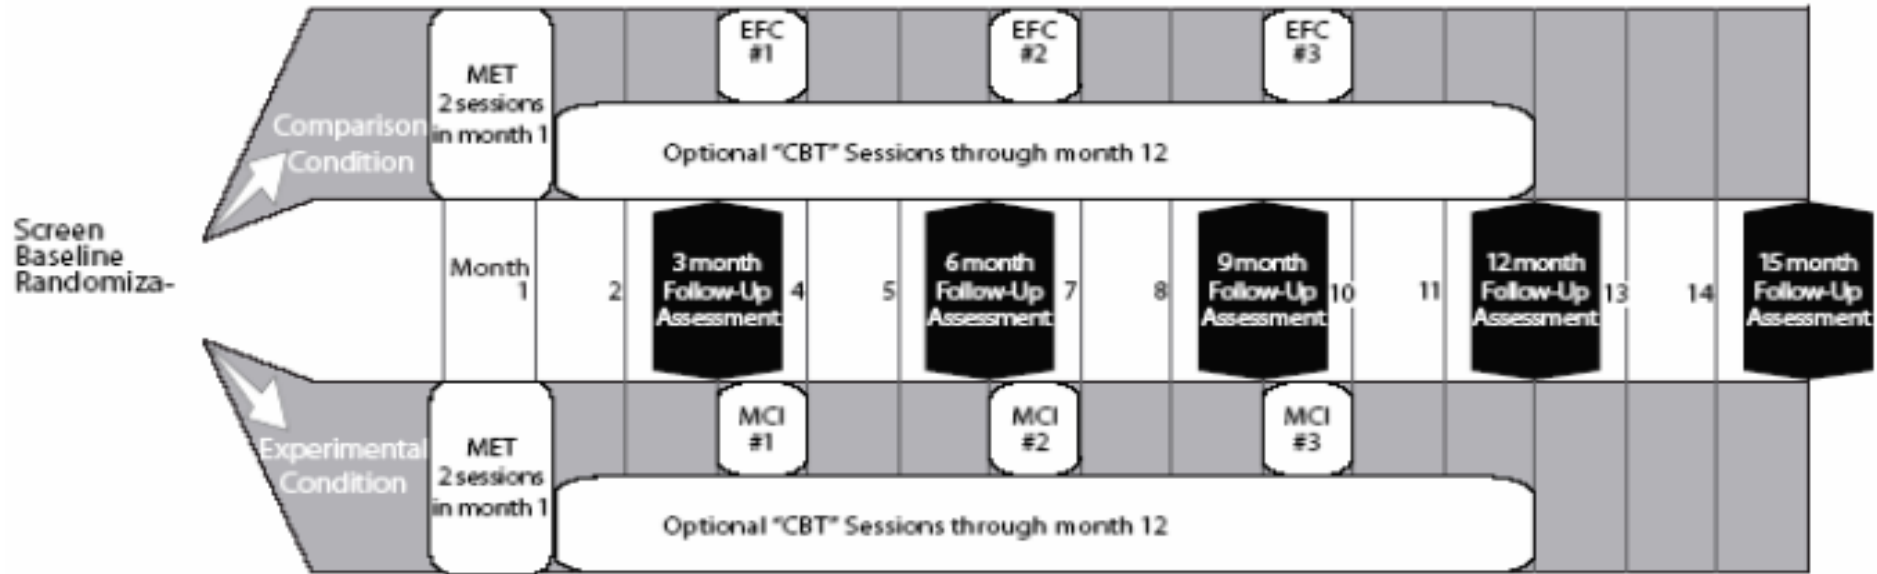 EFC
#1
EFC
#2
EFC
#3
MET
2 sessions
in month 1
Comparison
Condition
Optional “CBT” Sessions through month 12
Screen
Baseline
Randomiza-
Month
1
2
3 month
Follow-Up
Assessment
4
5
6 month
Follow-Up
Assessment
7
8
9 month
Follow-Up
Assessment
10
11
12 month
Follow-Up
Assessment
13
14
15 month
Follow-Up
Assessment
MCI
#1
MCI
#2
MCI
#3
Experimental
Condition
MET
2 sessions
in month 1
Optional “CBT” Sessions through month 12